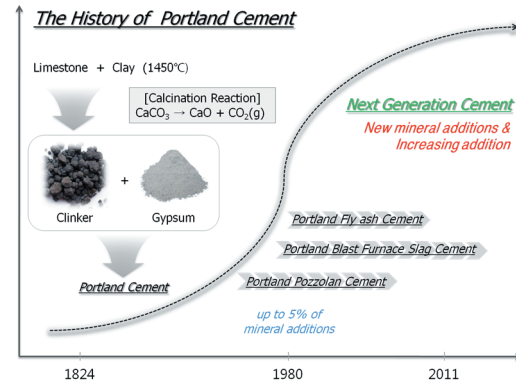 The History of Portland Cement
Limestone + Clay (1450℃)
[Calcination Reaction]
CaCO₃ → CaO + CO₂(g)
Next Generation Cement
New mineral additions &
Increasing addition
Clinker + Gypsum
Portland Fly ash Cement
Portland Blast Furnace Slag Cement
Portland Pozzolan Cement
Portland Cement
up to 5% of
mineral additions
1824 1980 2011